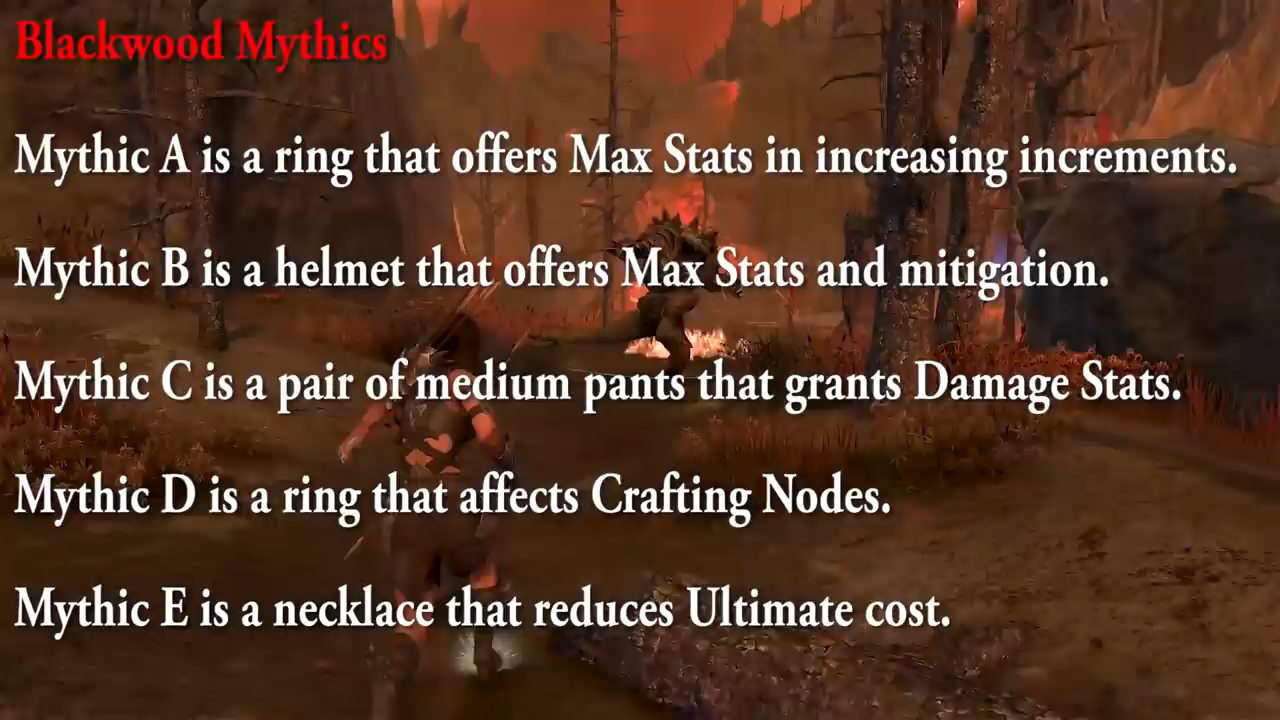 Blackwood Mythics
Mythic A is a ring that offers Max Stats in increasing increments.
Mythic B is a helmet that offers Max Stats and mitigation.
Mythic C is a pair of medium pants that grants Damage Stats.
Mythic D is a ring that affects Crafting Nodes.
Mythic E is a necklace that reduces Ultimate cost.